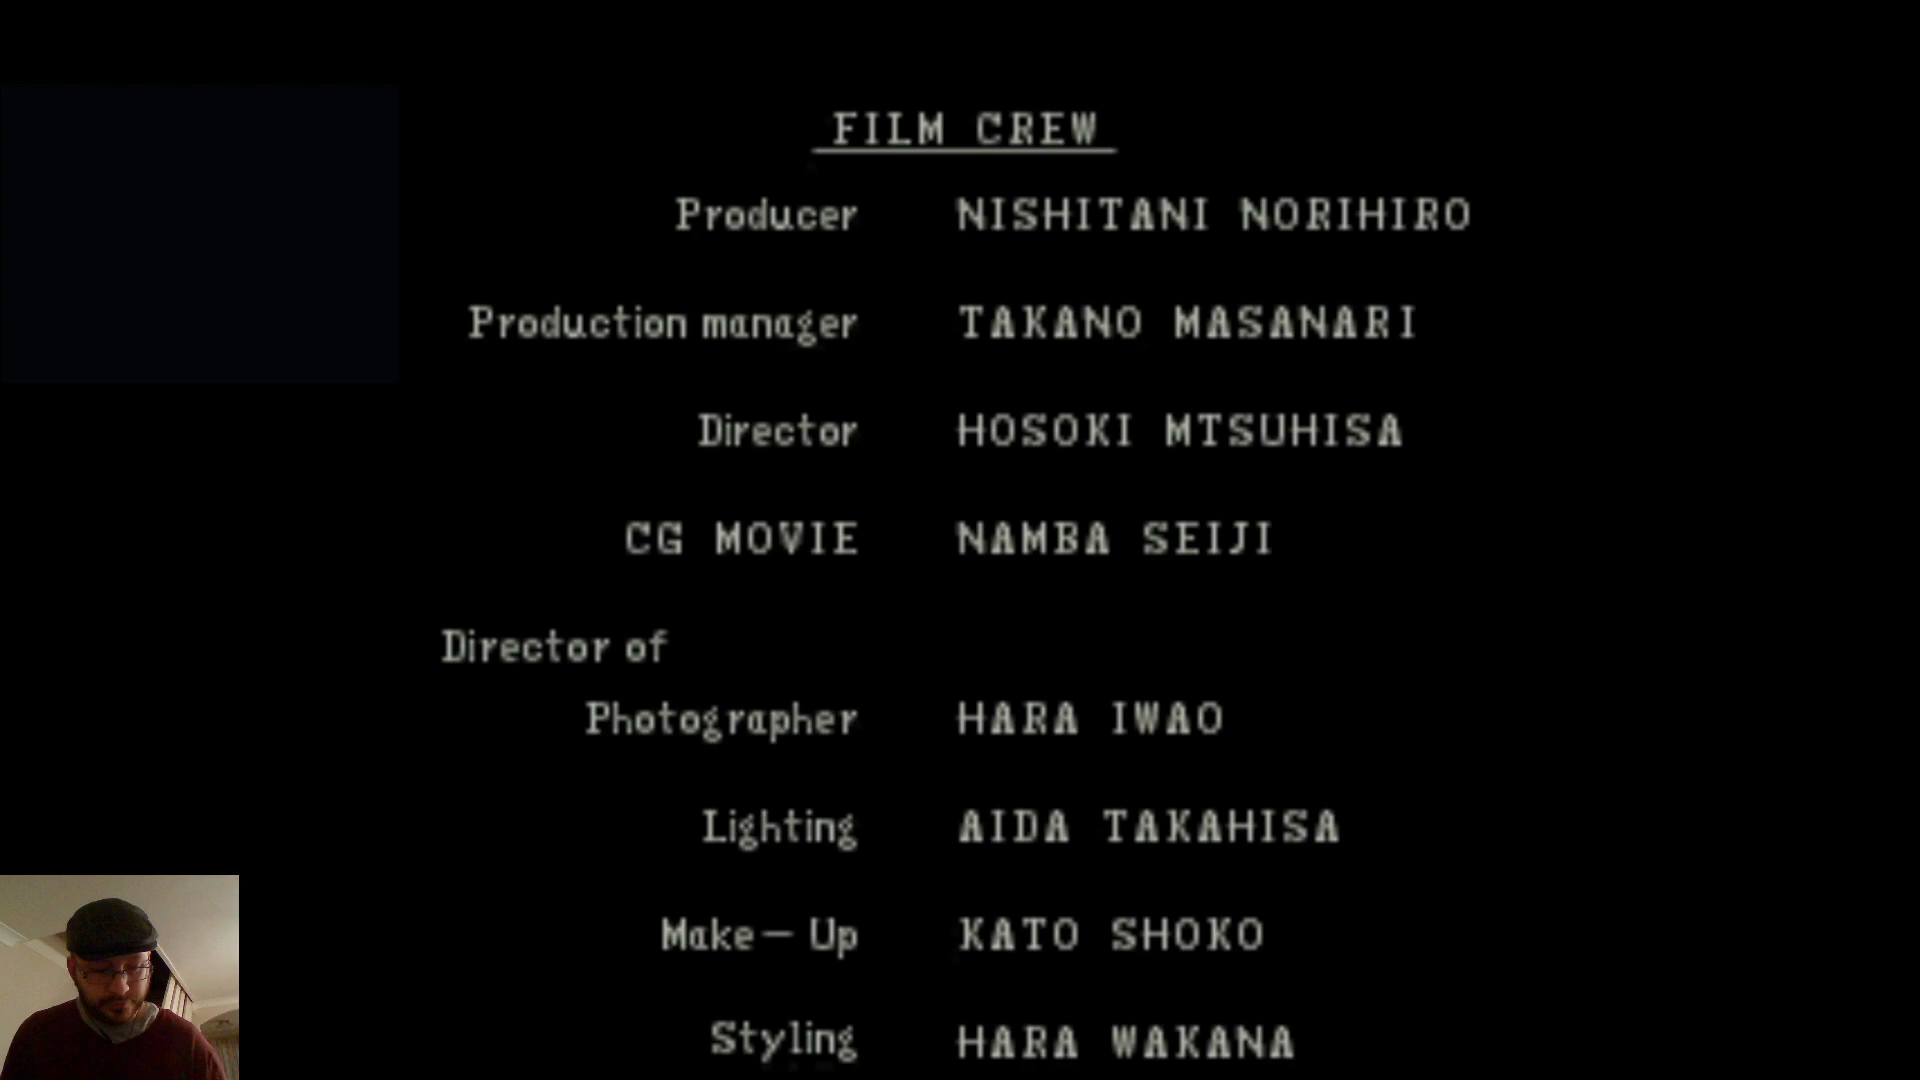 FILM CREW
Producer NISHITANI NORIHIRO
Production manager TAKANO MASANARI
Director HOSOKI MTSUHISA
CG MOVIE NAMBA SEIJI
Director of
Photographer HARA IWAO
Lighting AIDA TAKAHISA
Make-Up KATO SHOKO
Styling HARA WAKANA